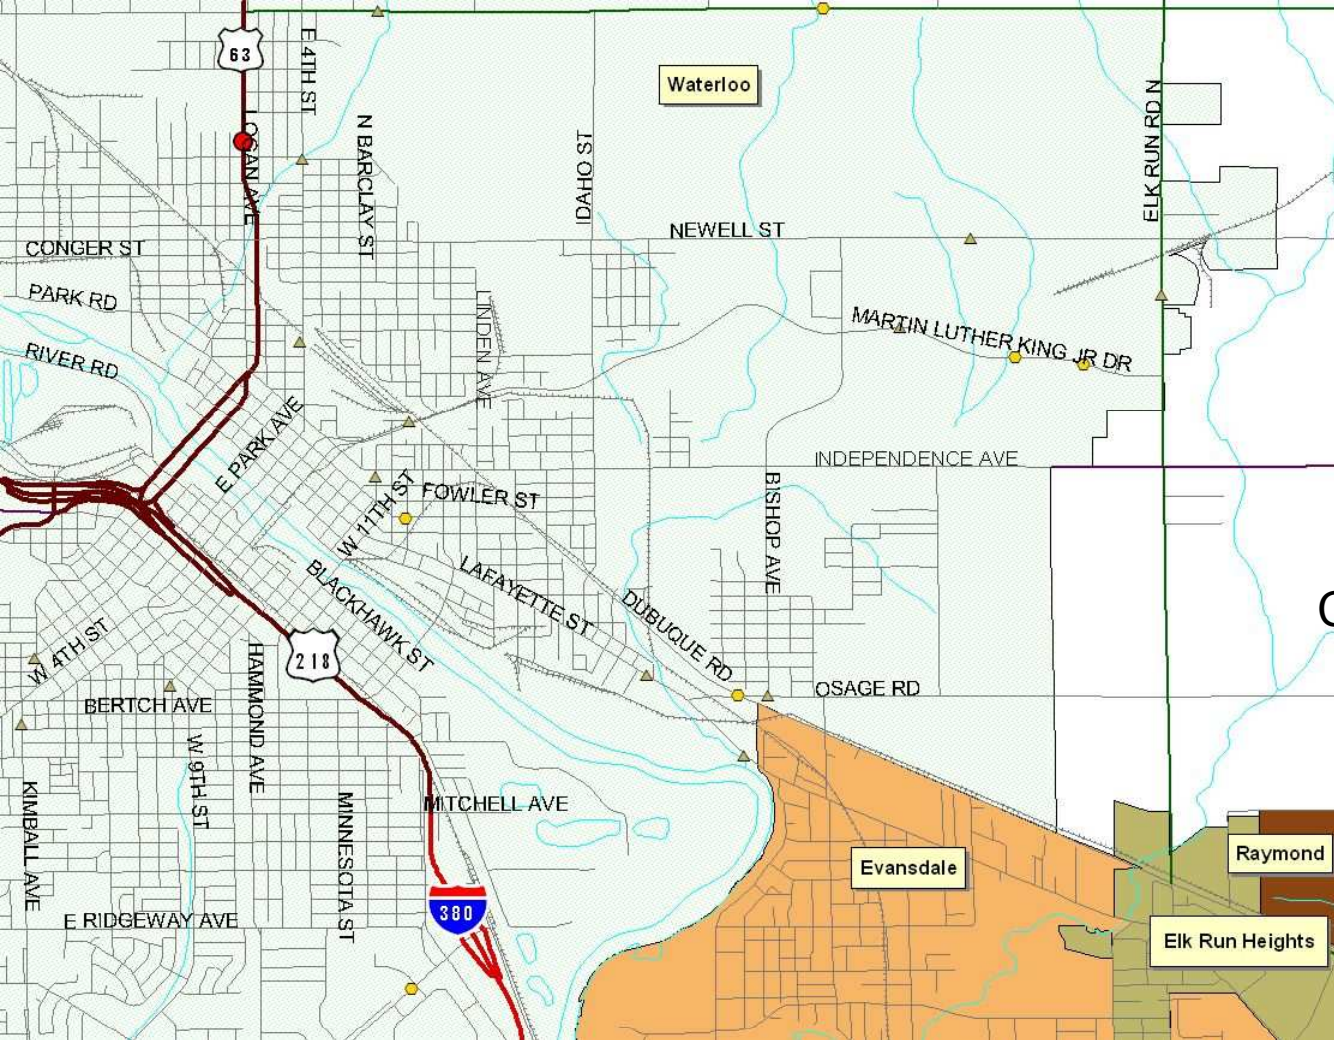 63
E 4TH ST
Waterloo
LOGAN AVE
N BARCLAY ST
IDAHO ST
ELK RUN RD N
NEWELL ST
CONGER ST
PARK RD
LINDEN AVE
MARTIN LUTHER KING JR DR
RIVER RD
E PARK AVE
INDEPENDENCE AVE
W 11TH ST
FOWLER ST
BISHOP AVE
BLACKHAWK ST
LAFAYETTE ST
DUBUQUE RD
W 4TH ST
218
HAMMOND AVE
OSAGE RD
BERTCH AVE
W 9TH ST
KIMBALL AVE
MINNESOTA ST
MITCHELL AVE
Evansdale
Raymond
380
E RIDGEWAY AVE
Elk Run Heights